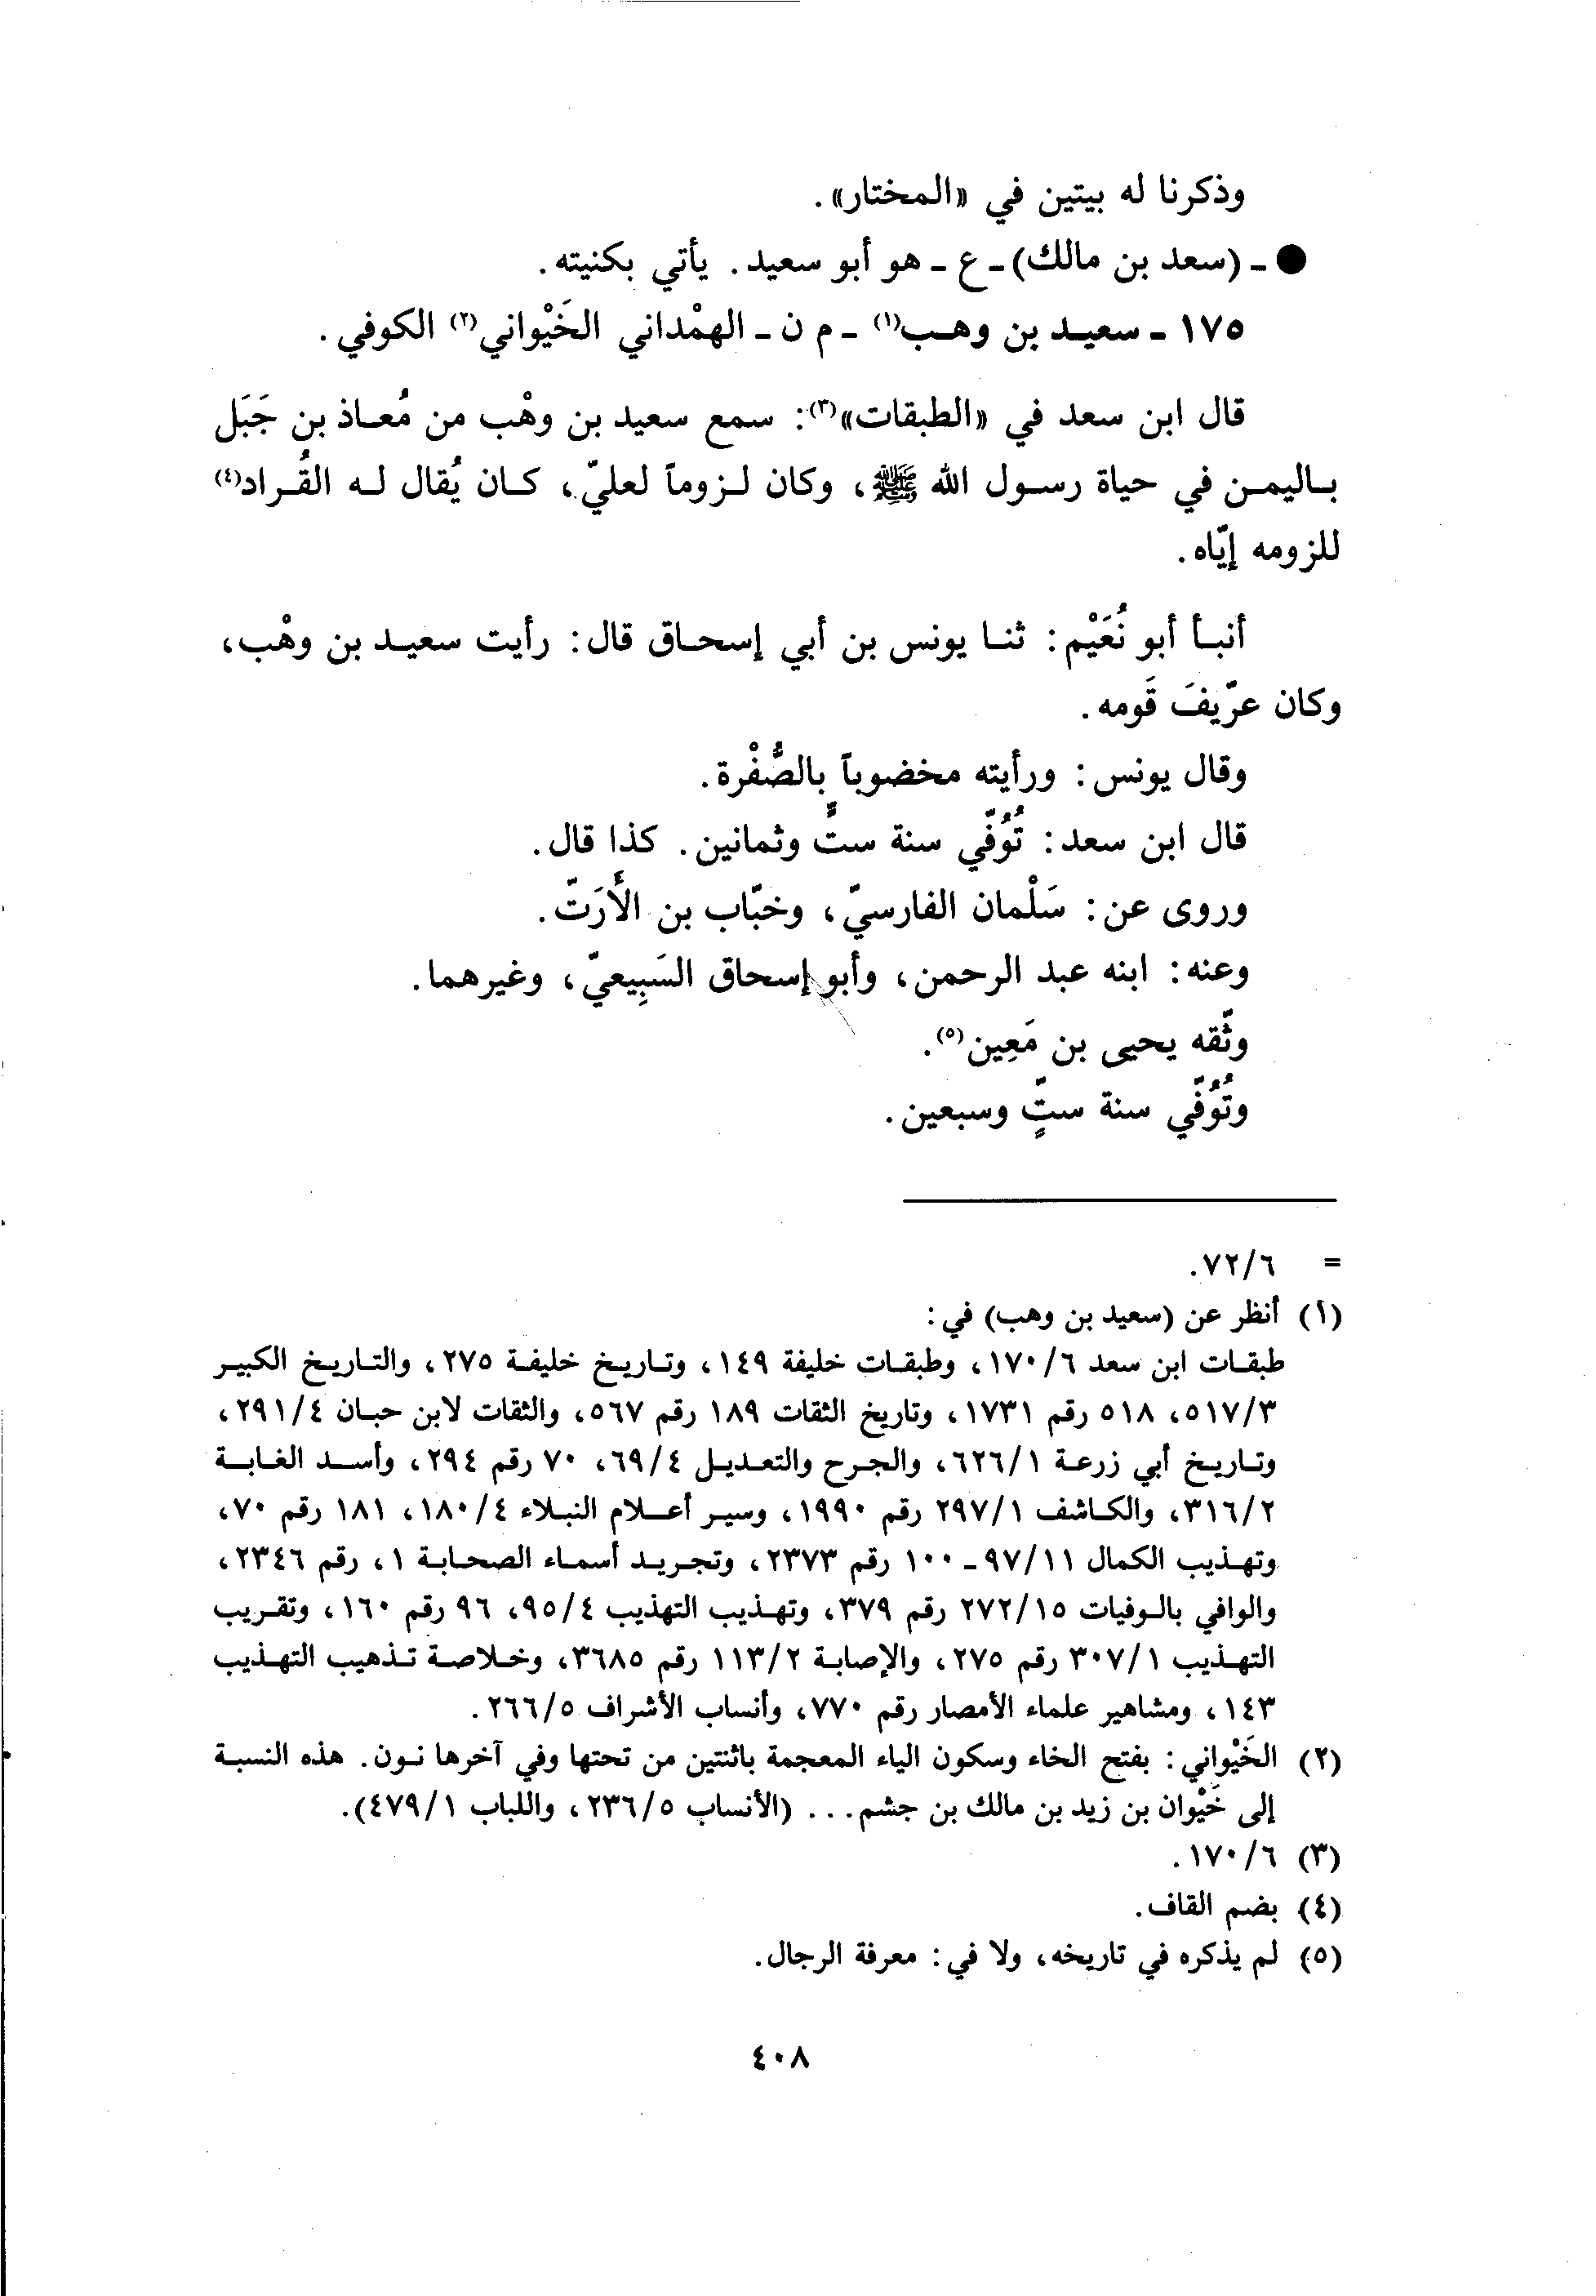 وذكرنا له بيتين في «المختار».
● ـ (سعد بن مالك) ـ ع ـ هو أبو سعيد. يأتي بكنيته.
١٧٥ ـ سعيد بن وهب(١) ـ م ن ـ الهمْداني الخَيْواني(٢) الكوفي.
قال ابن سعد في «الطبقات»(٣): سمع سعيد بن وهْب من مُعاذ بن جَبَل
باليمن في حياة رسول الله ﷺ، وكان لزوماً لعليّ، كان يُقال له القُراد(٤)
للزومه إيّاه.
أنبأ أبو نُعَيْم: ثنا يونس بن أبي إسحاق قال: رأيت سعيد بن وهْب،
وكان عرّيفَ قَومه.
وقال يونس: ورأيته مخضوباً بالصُّفْرة.
قال ابن سعد: تُوُفّي سنة ستٍّ وثمانين. كذا قال.
وروى عن: سَلْمان الفارسيّ، وخبّاب بن الأَرَتّ.
وعنه: ابنه عبد الرحمن، وأبو إسحاق السَبِيعيّ، وغيرهما.
وثّقه يحيى بن مَعِين(٥).
وتُوُفّي سنة ستٍّ وسبعين.
= ٧٢/٦.
(١) أنظر عن (سعيد بن وهب) في:
طبقات ابن سعد ١٧٠/٦، وطبقات خليفة ١٤٩، وتاريخ خليفة ٢٧٥، والتاريخ الكبير
٥١٧/٣، ٥١٨ رقم ١٧٣١، وتاريخ الثقات ١٨٩ رقم ٥٦٧، والثقات لابن حبان ٢٩١/٤،
وتاريخ أبي زرعة ٦٢٦/١، والجرح والتعديل ٦٩/٤، ٧٠ رقم ٢٩٤، وأسد الغابة
٣١٦/٢، والكاشف ٢٩٧/١ رقم ١٩٩٠، وسير أعلام النبلاء ١٨٠/٤، ١٨١ رقم ٧٠،
وتهذيب الكمال ٩٧/١١ ـ ١٠٠ رقم ٢٣٧٣، وتجريد أسماء الصحابة ١، رقم ٢٣٤٦،
والوافي بالوفيات ٢٧٢/١٥ رقم ٣٧٩، وتهذيب التهذيب ٩٥/٤، ٩٦ رقم ١٦٠، وتقريب
التهذيب ٣٠٧/١ رقم ٢٧٥، والإصابة ١١٣/٢ رقم ٣٦٨٥، وخلاصة تذهيب التهذيب
١٤٣، ومشاهير علماء الأمصار رقم ٧٧٠، وأنساب الأشراف ٢٦٦/٥.
(٢) الخَيْواني: بفتح الخاء وسكون الياء المعجمة باثنتين من تحتها وفي آخرها نون. هذه النسبة
إلى خَيْوان بن زيد بن مالك بن جشم... (الأنساب ٢٣٦/٥، واللباب ٤٧٩/١).
(٣) ١٧٠/٦.
(٤) بضم القاف.
(٥) لم يذكره في تاريخه، ولا في: معرفة الرجال.
٤٠٨